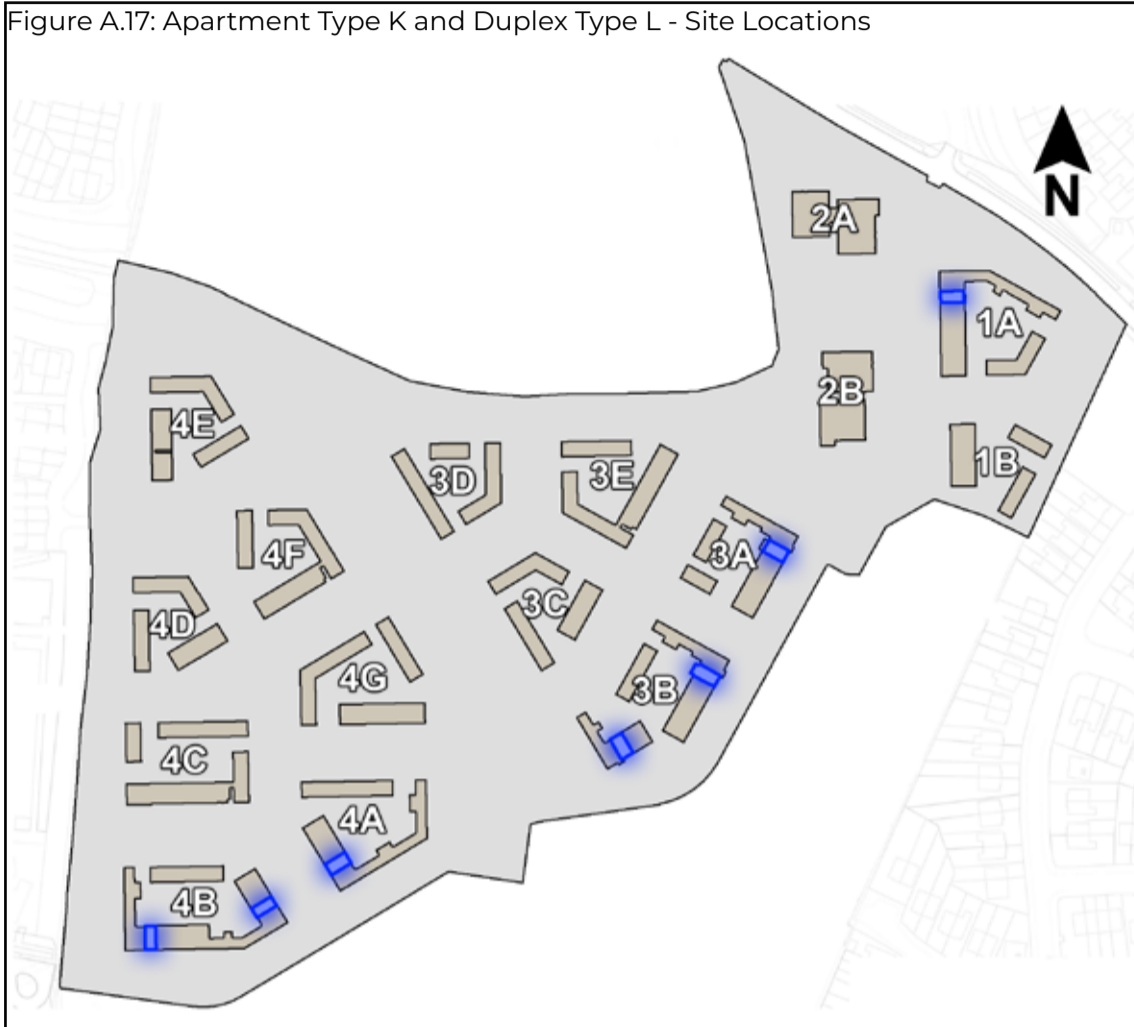 Figure A.17: Apartment Type K and Duplex Type L - Site Locations
N
2A
1A
2B
1B
4E
3D
3E
4F
3A
3C
4D
4G
3B
4C
4A
4B